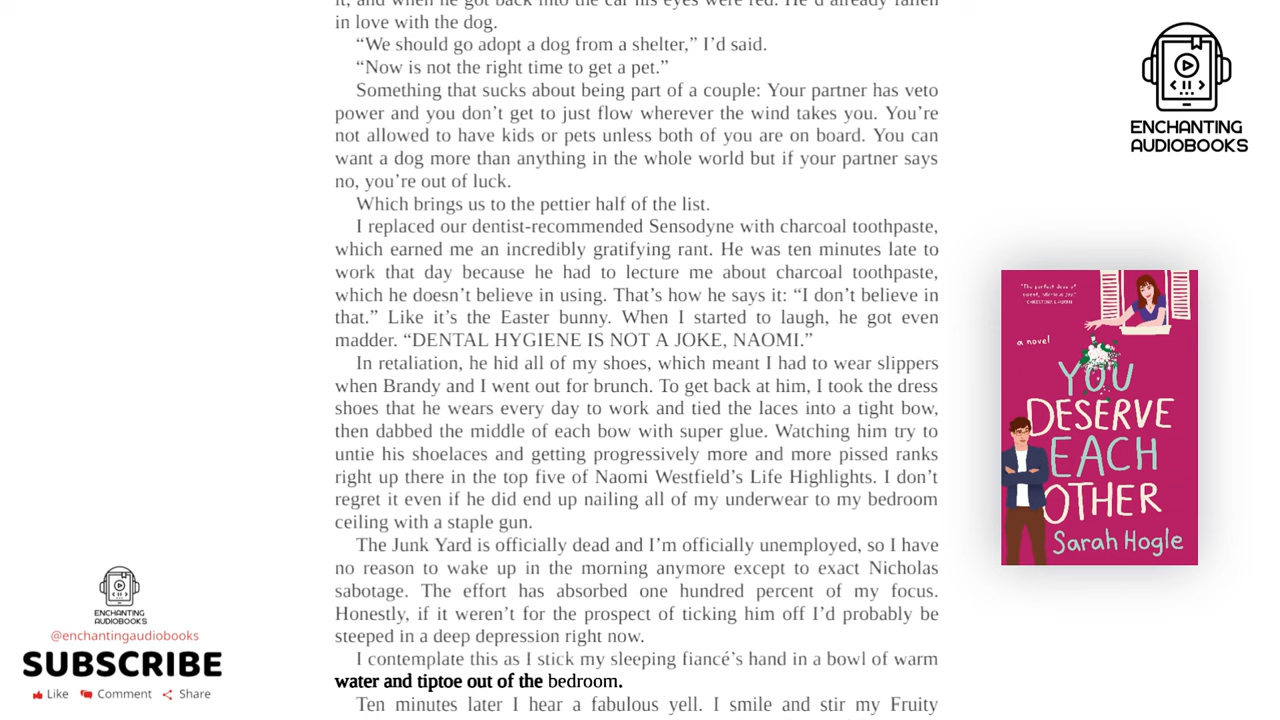 it, and when he got back into the car his eyes were red. He'd already fallen
in love with the dog.
“We should go adopt a dog from a shelter,” I’d said.
“Now is not the right time to get a pet.”
Something that sucks about being part of a couple: Your partner has veto
power and you don’t get to just flow wherever the wind takes you. You’re
not allowed to have kids or pets unless both of you are on board. You can
want a dog more than anything in the whole world but if your partner says
no, you’re out of luck.
Which brings us to the pettier half of the list.
I replaced our dentist-recommended Sensodyne with charcoal toothpaste,
which earned me an incredibly gratifying rant. He was ten minutes late to
work that day because he had to lecture me about charcoal toothpaste,
which he doesn’t believe in using. That’s how he says it: “I don’t believe in
that.” Like it’s the Easter bunny. When I started to laugh, he got even
madder. “DENTAL HYGIENE IS NOT A JOKE, NAOMI.”
In retaliation, he hid all of my shoes, which meant I had to wear slippers
when Brandy and I went out for brunch. To get back at him, I took the dress
shoes that he wears every day to work and tied the laces into a tight bow,
then dabbed the middle of each bow with super glue. Watching him try to
untie his shoelaces and getting progressively more and more pissed ranks
right up there in the top five of Naomi Westfield’s Life Highlights. I don’t
regret it even if he did end up nailing all of my underwear to my bedroom
ceiling with a staple gun.
The Junk Yard is officially dead and I’m officially unemployed, so I have
no reason to wake up in the morning anymore except to exact Nicholas
sabotage. The effort has absorbed one hundred percent of my focus.
Honestly, if it weren’t for the prospect of ticking him off I’d probably be
steeped in a deep depression right now.
I contemplate this as I stick my sleeping fiancé’s hand in a bowl of warm
water and tiptoe out of the bedroom.
Ten minutes later I hear a fabulous yell. I smile and stir my Fruity
ENCHANTING
AUDIOBOOKS
a novel
YOU
DESERVE
EACH
OTHER
Sarah Hogle
ENCHANTING
AUDIOBOOKS
@enchantingaudiobooks
SUBSCRIBE
Like Comment Share